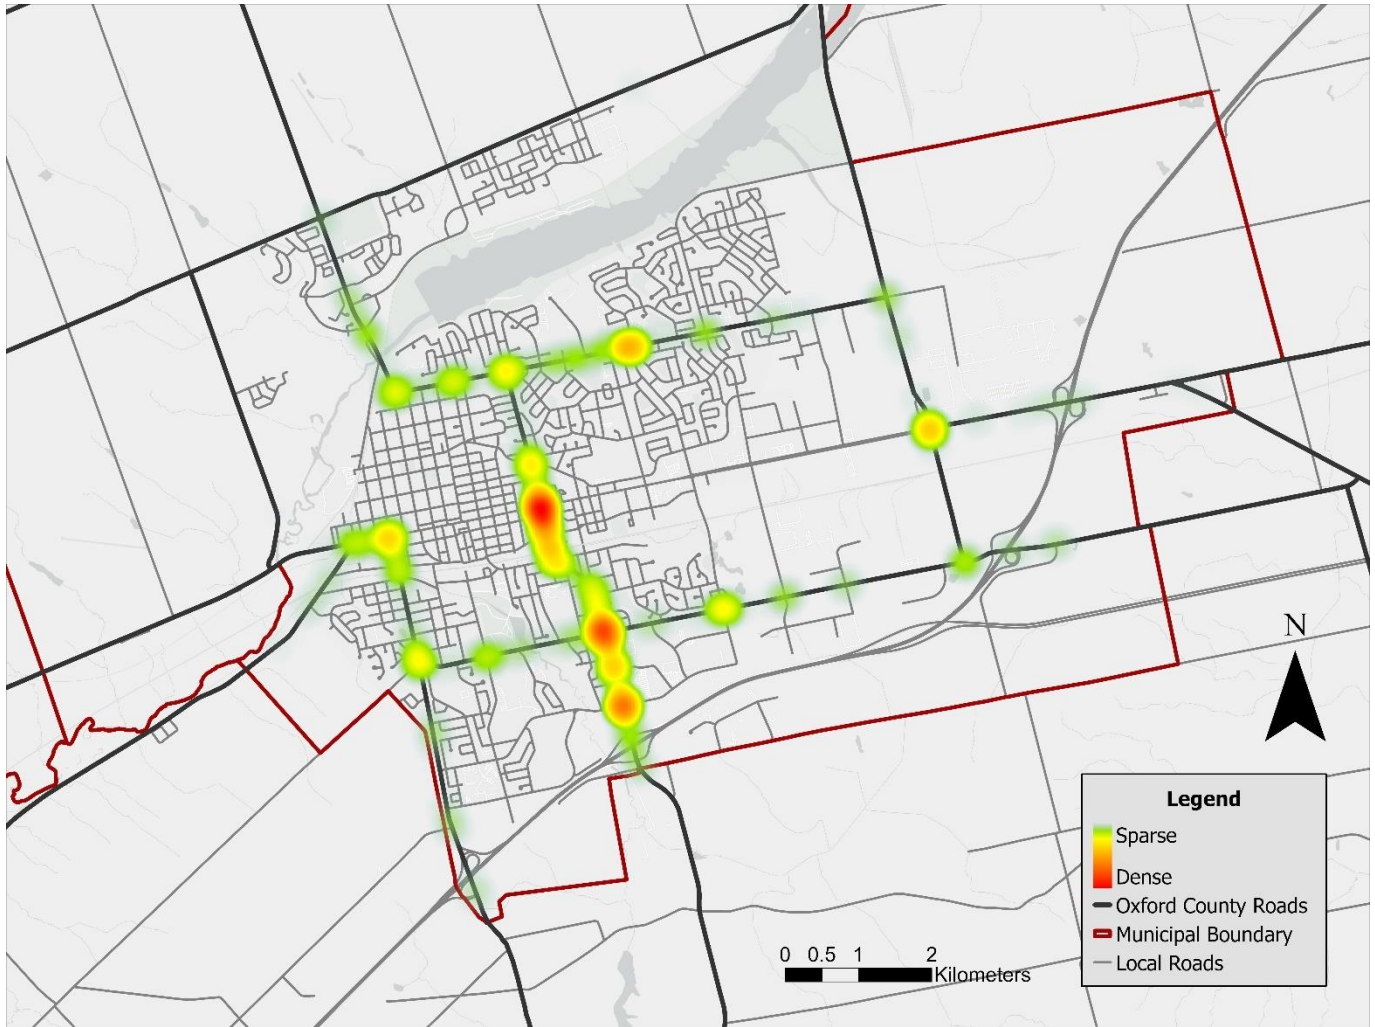 N
Legend
Sparse
Dense
Oxford County Roads
Municipal Boundary
Local Roads
0 0.5 1 2
Kilometers